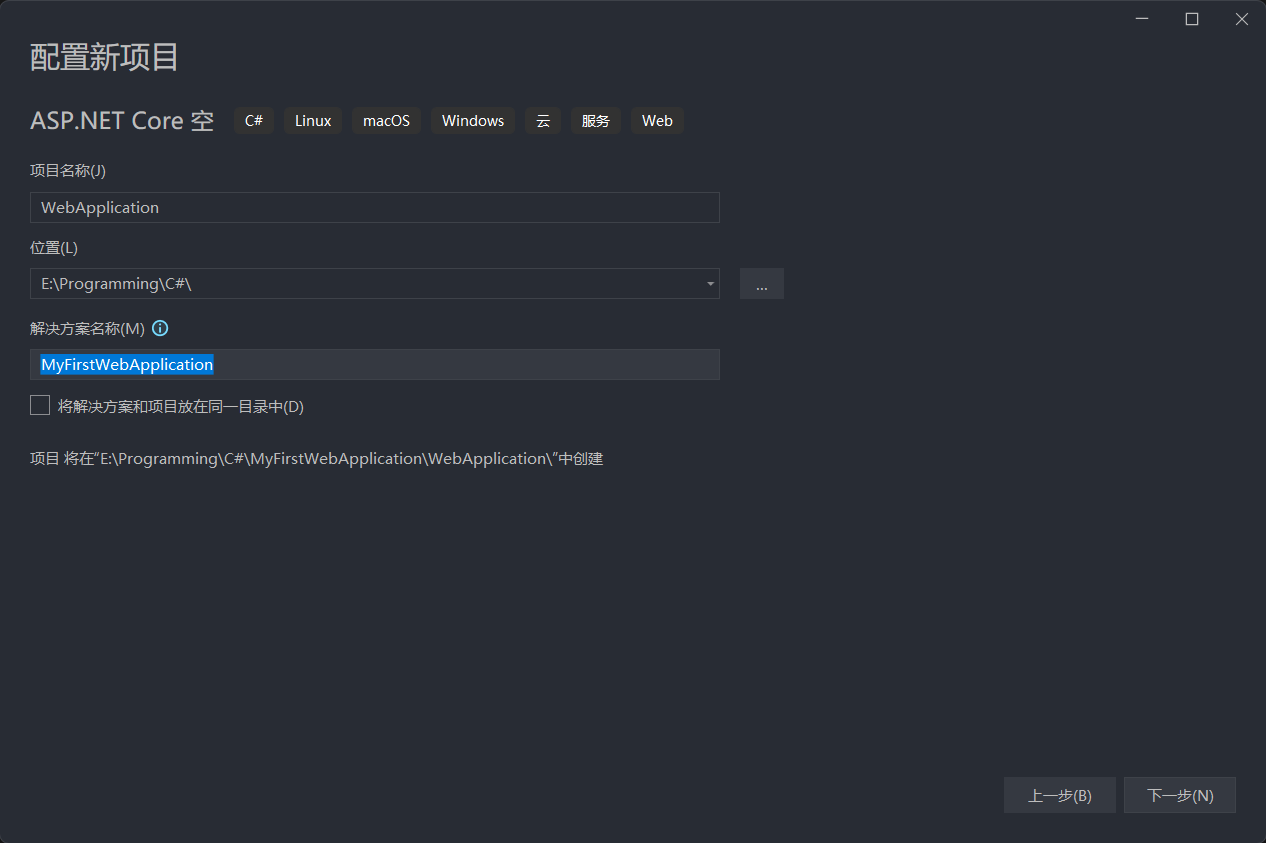 配置新项目
ASP.NET Core 空 C# Linux macOS Windows 云 服务 Web
项目名称(J)
WebApplication
位置(L)
E:\Programming\C#\
...
解决方案名称(M)
MyFirstWebApplication
将解决方案和项目放在同一目录中(D)
项目 将在“E:\Programming\C#\MyFirstWebApplication\WebApplication\”中创建
上一步(B) 下一步(N)